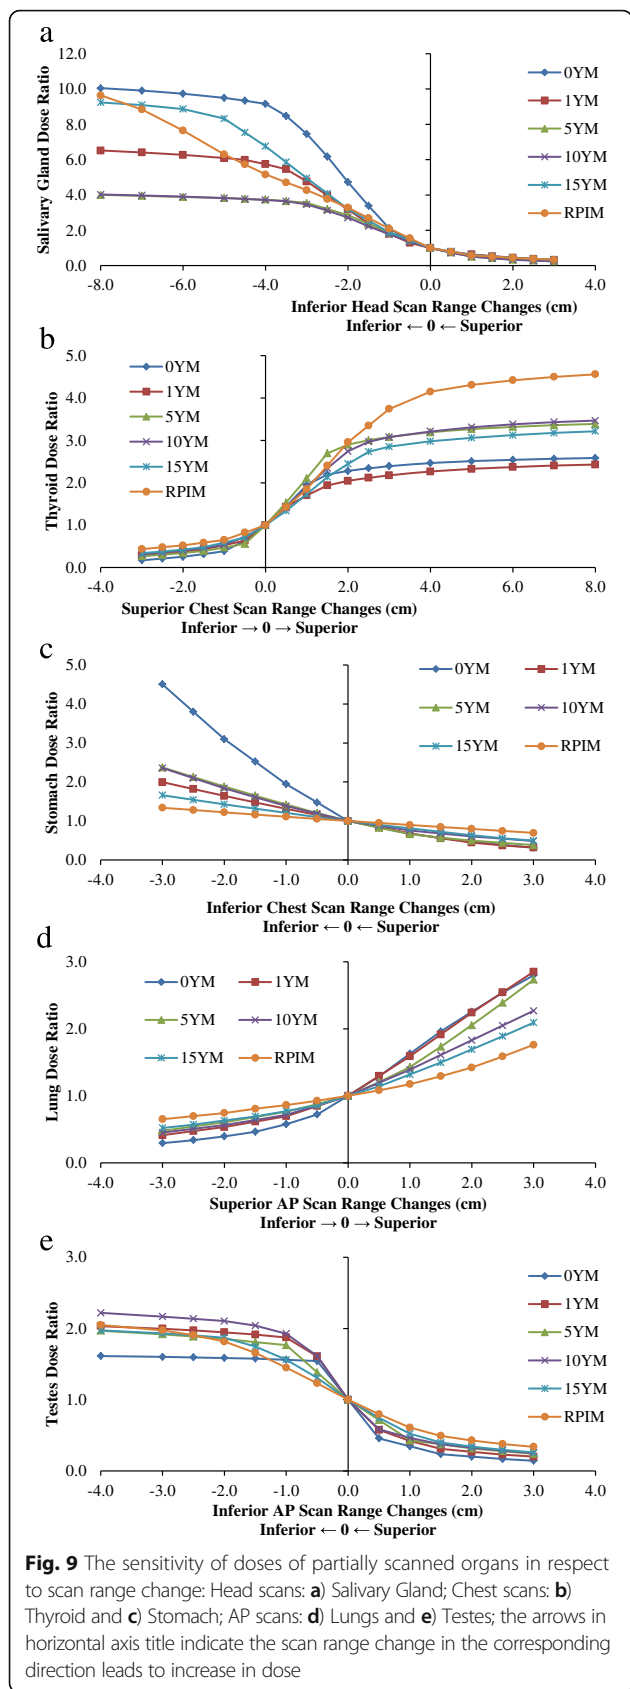 a
12.0
10.0
8.0
6.0
4.0
2.0
0.0
Salivary Gland Dose Ratio
0YM
1YM
5YM
10YM
15YM
RPIM
-8.0 -6.0 -4.0 -2.0 0.0 2.0 4.0
Inferior Head Scan Range Changes (cm)
Inferior ← 0 ← Superior
b
5.0
4.0
3.0
2.0
1.0
0.0
Thyroid Dose Ratio
0YM
1YM
5YM
10YM
15YM
RPIM
-4.0 -2.0 0.0 2.0 4.0 6.0 8.0
Superior Chest Scan Range Changes (cm)
Inferior → 0 → Superior
c
5.0
4.0
3.0
2.0
1.0
0.0
Stomach Dose Ratio
0YM 1YM
5YM 10YM
15YM RPIM
-4.0 -3.0 -2.0 -1.0 0.0 1.0 2.0 3.0 4.0
Inferior Chest Scan Range Changes (cm)
Inferior ← 0 ← Superior
d
3.0
2.0
1.0
0.0
Lung Dose Ratio
0YM 1YM
5YM 10YM
15YM RPIM
-4.0 -3.0 -2.0 -1.0 0.0 1.0 2.0 3.0 4.0
Superior AP Scan Range Changes (cm)
Inferior → 0 → Superior
e
3.0
2.0
1.0
0.0
Testes Dose Ratio
0YM
1YM
5YM
10YM
15YM
RPIM
-4.0 -3.0 -2.0 -1.0 0.0 1.0 2.0 3.0 4.0
Inferior AP Scan Range Changes (cm)
Inferior ← 0 ← Superior
Fig. 9 The sensitivity of doses of partially scanned organs in respect
to scan range change: Head scans: a) Salivary Gland; Chest scans: b)
Thyroid and c) Stomach; AP scans: d) Lungs and e) Testes; the arrows in
horizontal axis title indicate the scan range change in the corresponding
direction leads to increase in dose